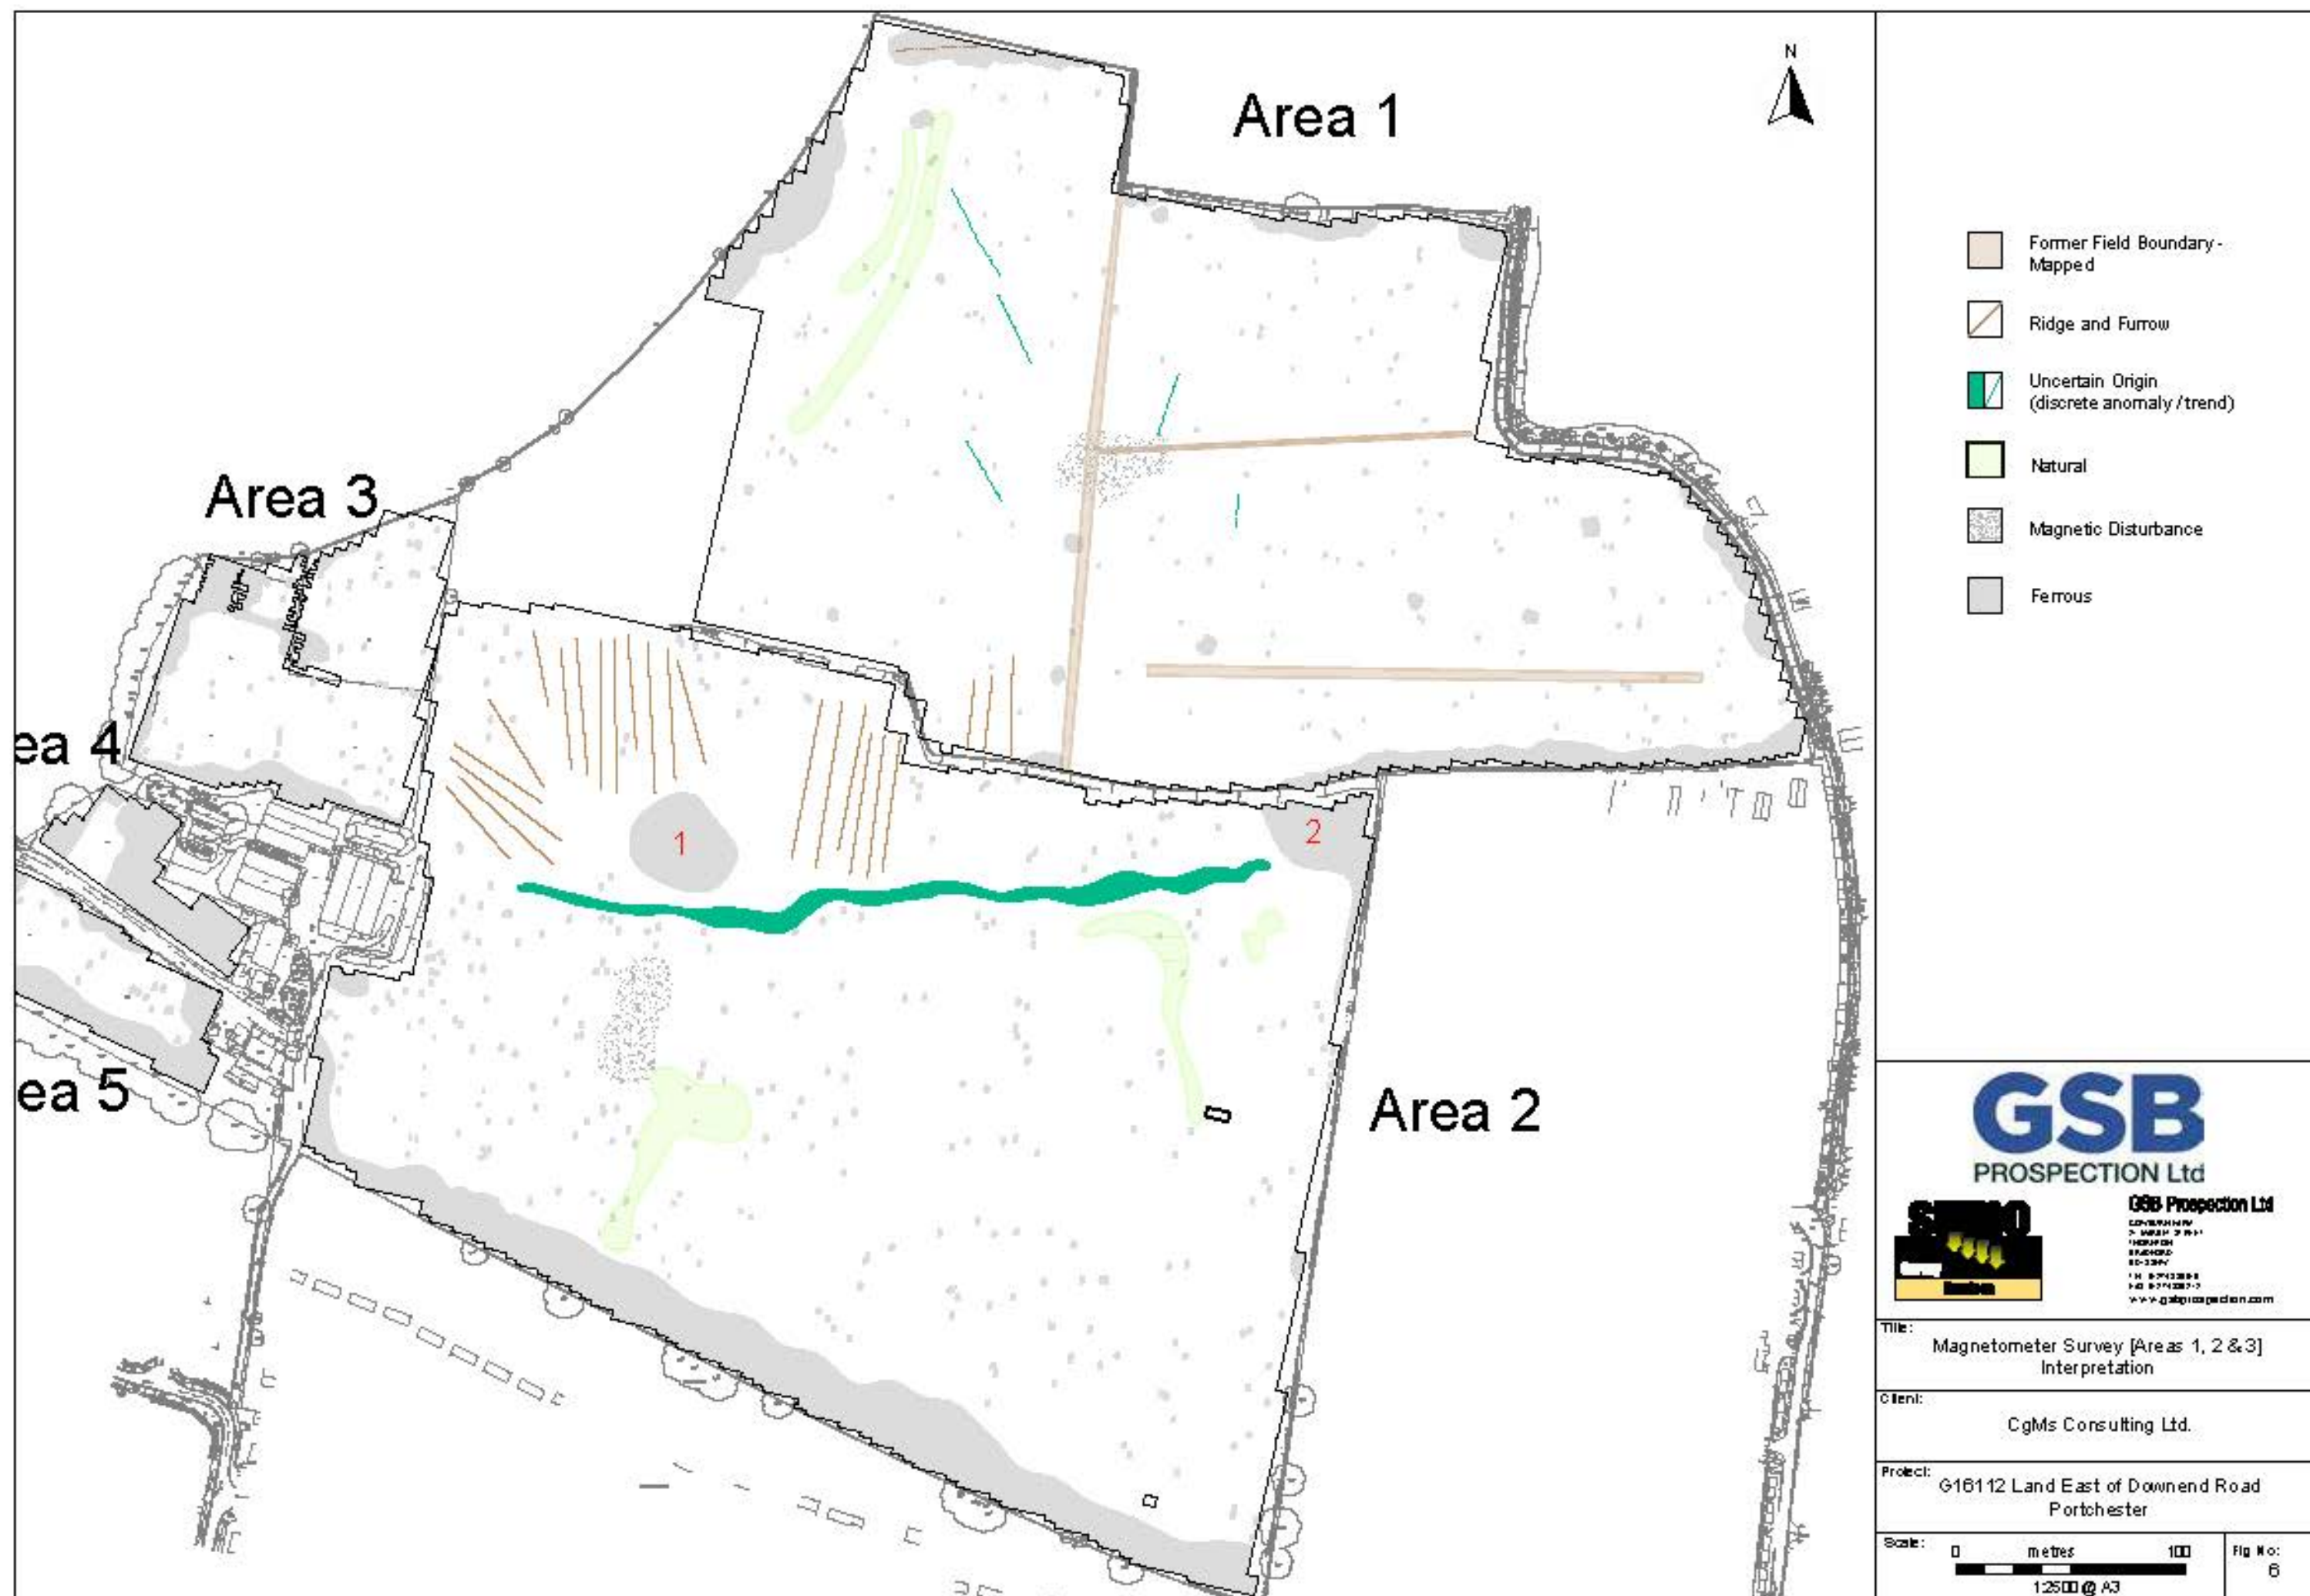 N
Area 1
Area 3
ea 4
1
2
ea 5
Area 2
Former Field Boundary -
Mapped
Ridge and Furrow
Uncertain Origin
(discrete anomaly / trend)
Natural
Magnetic Disturbance
Ferrous
GSB
PROSPECTION Ltd
GSB Prospection Ltd
www.gsbprospection.com
Title:
Magnetometer Survey [Areas 1, 2 & 3]
Interpretation
Client:
CgMs Consulting Ltd.
Project:
G16112 Land East of Downend Road
Portchester
Scale:
0 metres 100
1:2500 @ A3
Fig No:
6